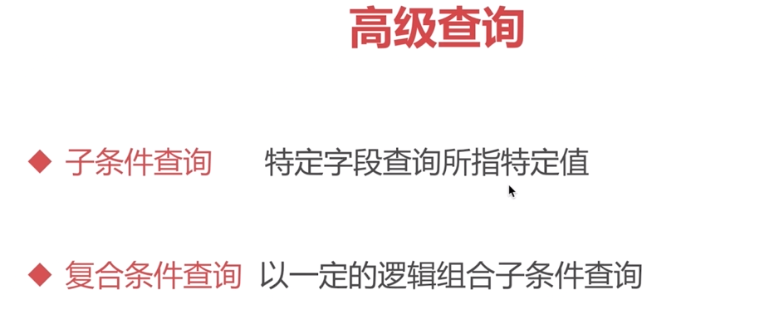 高级查询
子条件查询 特定字段查询所指特定值
复合条件查询 以一定的逻辑组合子条件查询